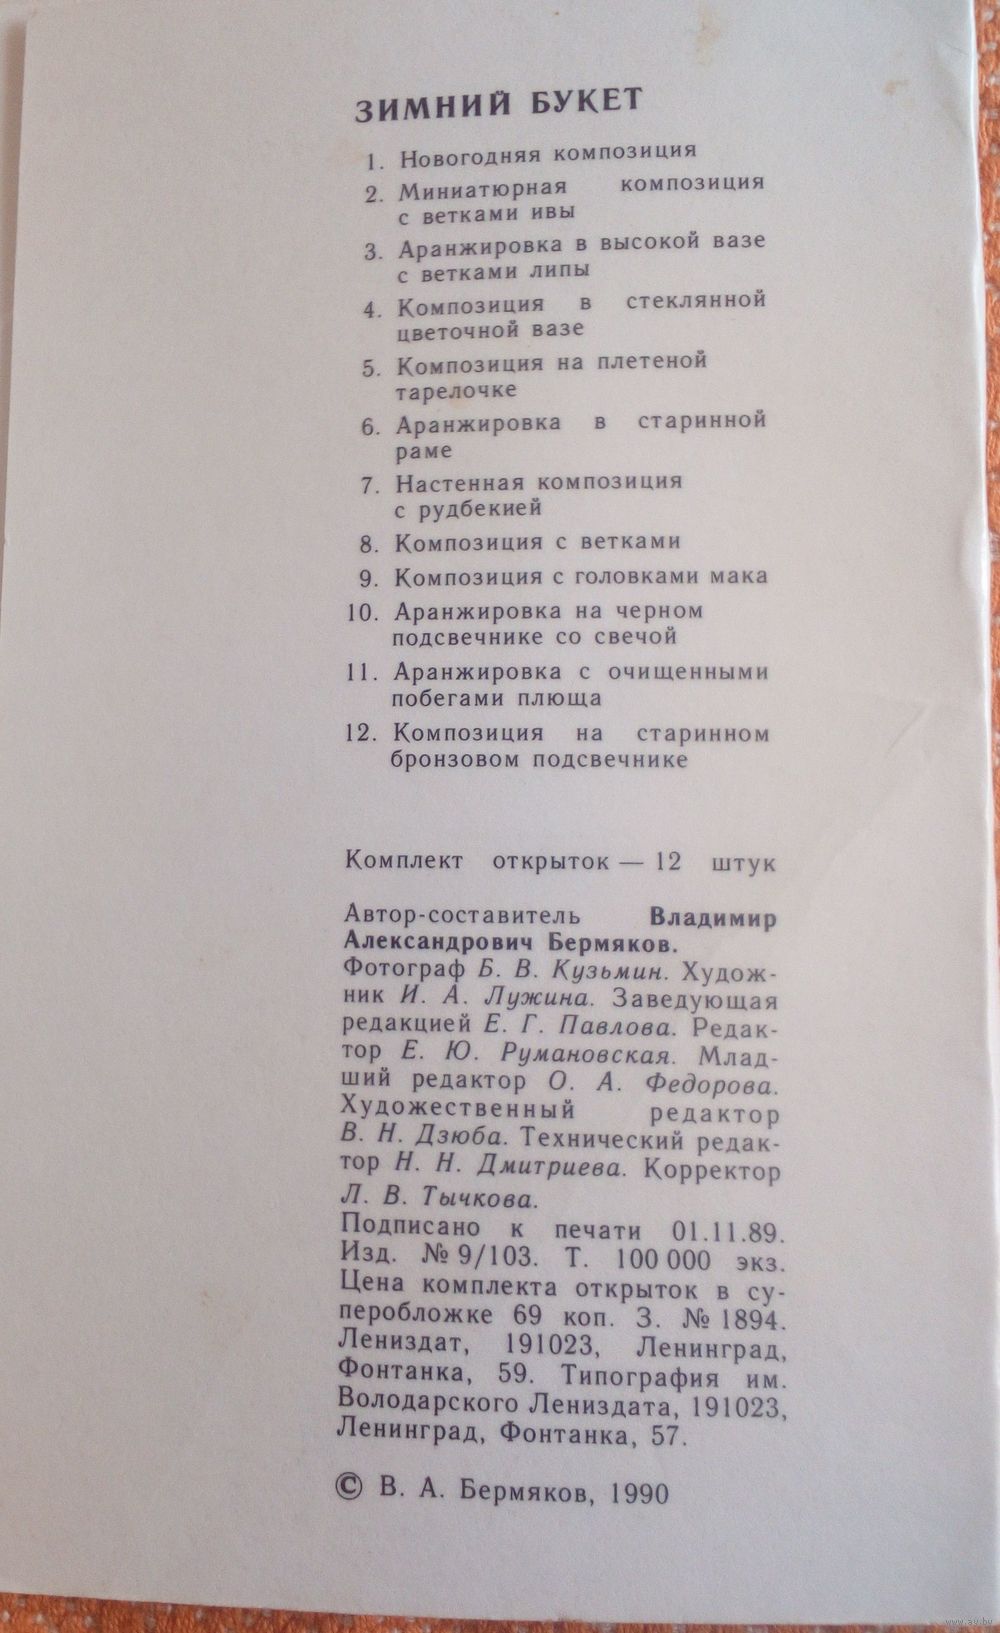 ЗИМНИЙ БУКЕТ
1. Новогодняя композиция
2. Миниатюрная композиция
с ветками ивы
3. Аранжировка в высокой вазе
с ветками липы
4. Композиция в стеклянной
цветочной вазе
5. Композиция на плетеной
тарелочке
6. Аранжировка в старинной
раме
7. Настенная композиция
с рудбекией
8. Композиция с ветками
9. Композиция с головками мака
10. Аранжировка на черном
подсвечнике со свечой
11. Аранжировка с очищенными
побегами плюща
12. Композиция на старинном
бронзовом подсвечнике
Комплект открыток — 12 штук
Автор-составитель Владимир
Александрович Бермяков.
Фотограф Б. В. Кузьмин. Худож-
ник И. А. Лужина. Заведующая
редакцией Е. Г. Павлова. Редак-
тор Е. Ю. Румановская. Млад-
ший редактор О. А. Федорова.
Художественный редактор
В. Н. Дзюба. Технический редак-
тор Н. Н. Дмитриева. Корректор
Л. В. Тычкова.
Подписано к печати 01.11.89.
Изд. № 9/103. Т. 100 000 экз.
Цена комплекта открыток в су-
перобложке 69 коп. З. № 1894.
Лениздат, 191023, Ленинград,
Фонтанка, 59. Типография им.
Володарского Лениздата, 191023,
Ленинград, Фонтанка, 57.
© В. А. Бермяков, 1990
www.ay.by